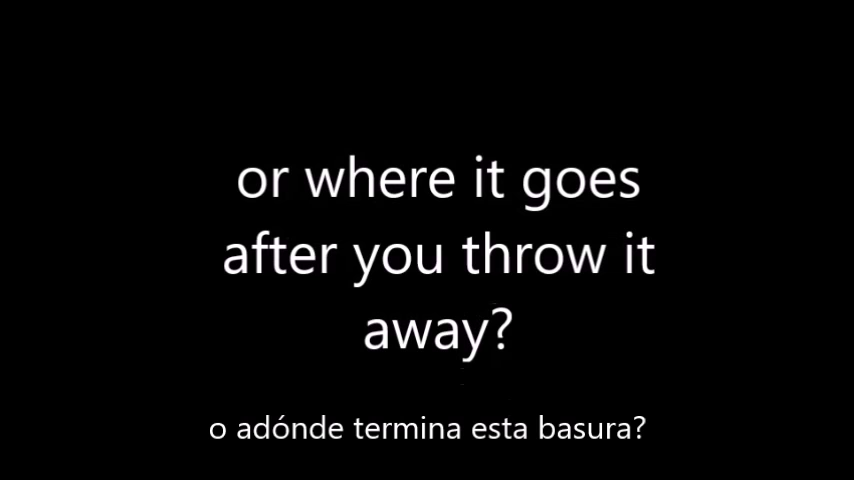 or where it goes
after you throw it
away?
o adónde termina esta basura?